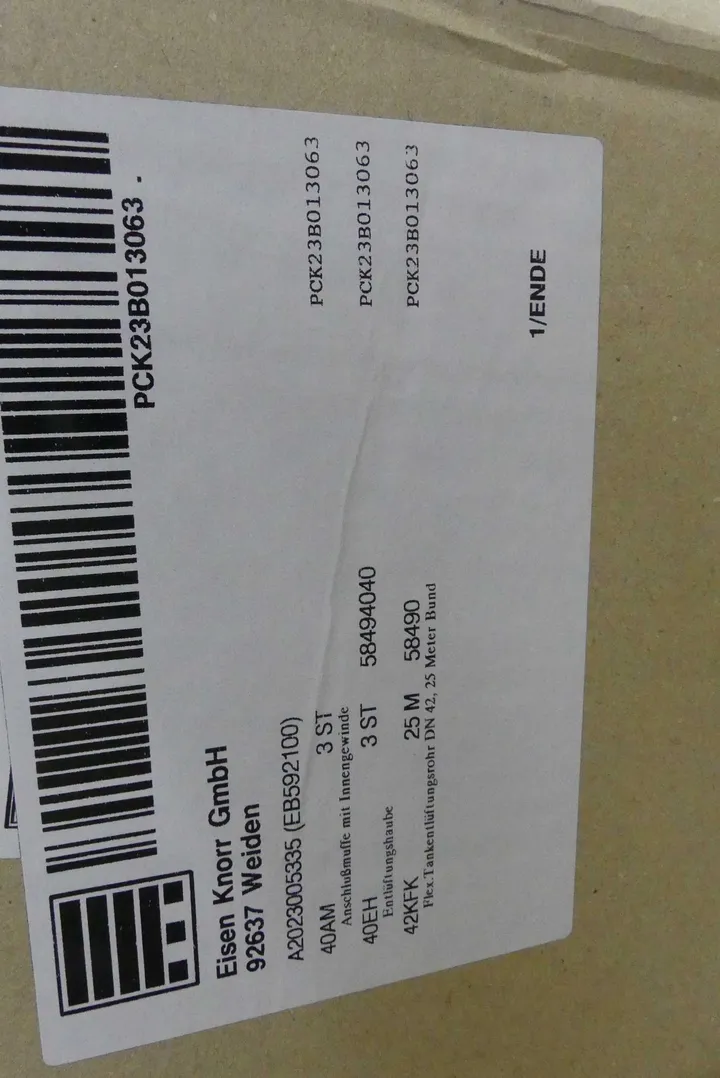 PCK23B013063 .
Eisen Knorr GmbH
92637 Weiden
A2023005335 (EB592100)
40AM 3 ST PCK23B013063
Anschlußmuffe mit Innengewinde
40EH 3 ST 58494040 PCK23B013063
Entlüftungshaube
42KFK 25 M 58490 PCK23B013063
Flex.Tankentlüftungsrohr DN 42, 25 Meter Bund
1/ENDE